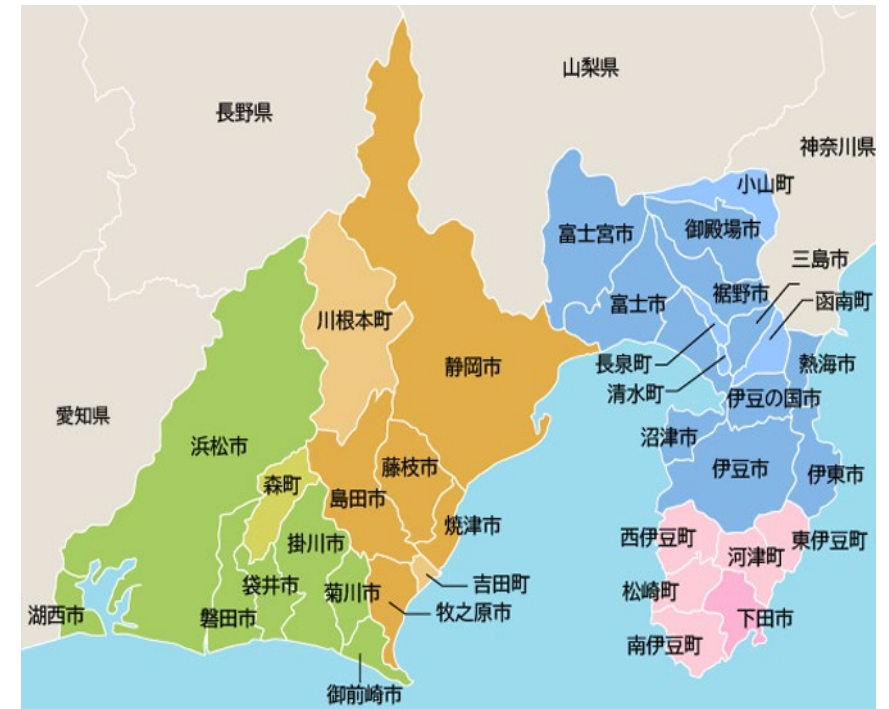 山梨県
長野県
神奈川県
小山町
富士宮市
御殿場市
三島市
裾野市
函南町
富士市
川根本町
長泉町
熱海市
静岡市
清水町
伊豆の国市
愛知県
沼津市
浜松市
藤枝市
伊豆市
伊東市
森町
島田市
焼津市
掛川市
西伊豆町
東伊豆町
河津町
袋井市
菊川市
吉田町
松崎町
牧之原市
湖西市
磐田市
下田市
南伊豆町
御前崎市